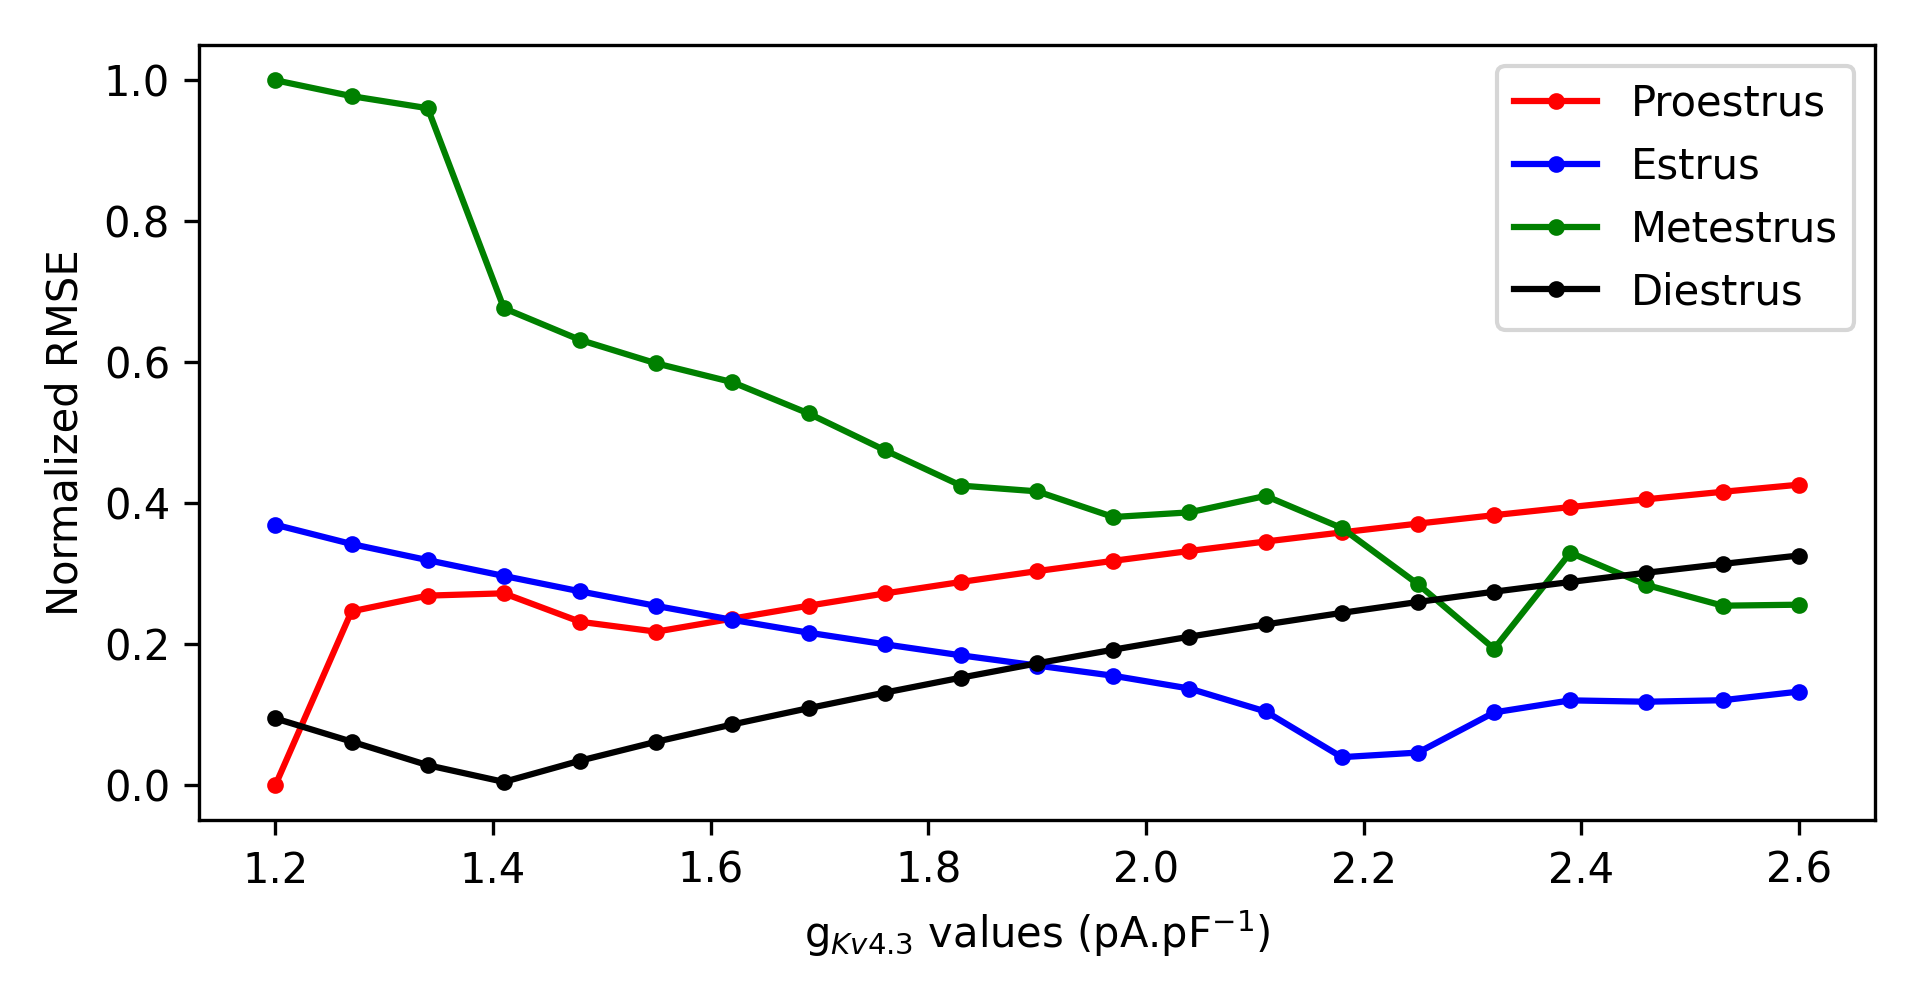 1.0
0.8
0.6
0.4
0.2
0.0
Normalized RMSE
Proestrus
Estrus
Metestrus
Diestrus
1.2 1.4 1.6 1.8 2.0 2.2 2.4 2.6
g_{Kv4.3} values (pA.pF^{−1})